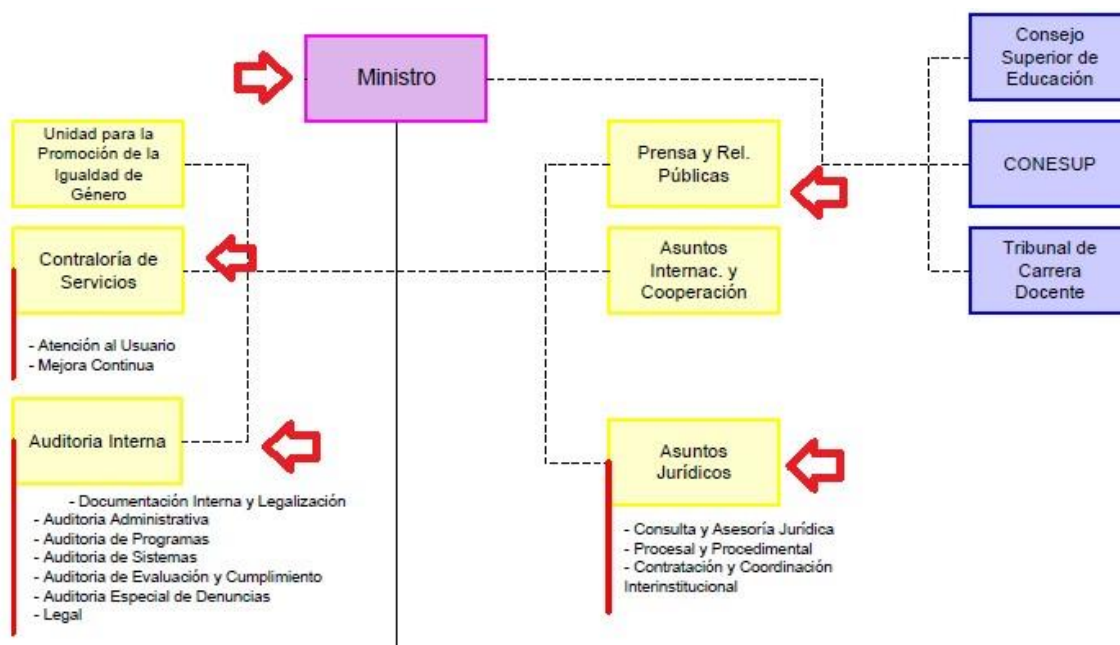 Ministro
Consejo
Superior de
Educación
Unidad para la
Promoción de la
Igualdad de
Género
Prensa y Rel.
Públicas
CONESUP
Contraloría de
Servicios
Asuntos
Internac. y
Cooperación
Tribunal de
Carrera
Docente
- Atención al Usuario
- Mejora Continua
Auditoria Interna
Asuntos
Jurídicos
- Documentación Interna y Legalización
- Auditoria Administrativa
- Auditoria de Programas
- Auditoria de Sistemas
- Auditoria de Evaluación y Cumplimiento
- Auditoria Especial de Denuncias
- Legal
- Consulta y Asesoría Jurídica
- Procesal y Procedimental
- Contratación y Coordinación
Interinstitucional